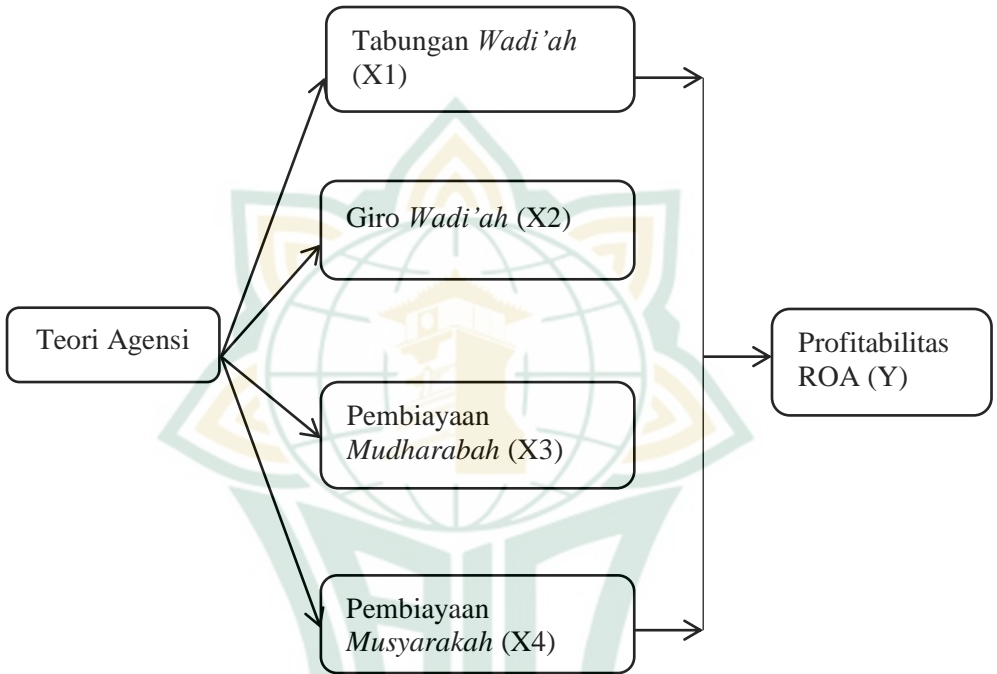 Tabungan Wadi’ah
(X1)
Giro Wadi’ah (X2)
Teori Agensi
Profitabilitas
ROA (Y)
Pembiayaan
Mudharabah (X3)
Pembiayaan
Musyarakah (X4)